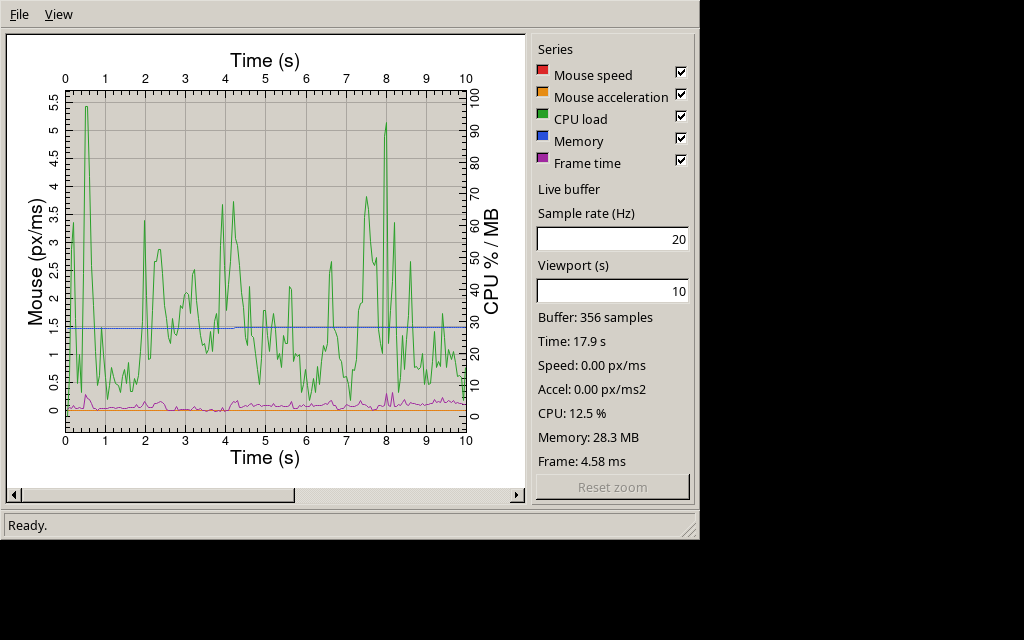 File View
Time (s)
0 1 2 3 4 5 6 7 8 9 10
Mouse (px/ms)
5.5
5
4.5
4
3.5
3
2.5
2
1.5
1
0.5
0
100
90
80
70
60
50
40
30
20
10
0
CPU % / MB
0 1 2 3 4 5 6 7 8 9 10
Time (s)
Series
Mouse speed
Mouse acceleration
CPU load
Memory
Frame time
Live buffer
Sample rate (Hz)
20
Viewport (s)
10
Buffer: 356 samples
Time: 17.9 s
Speed: 0.00 px/ms
Accel: 0.00 px/ms2
CPU: 12.5 %
Memory: 28.3 MB
Frame: 4.58 ms
Reset zoom
Ready.